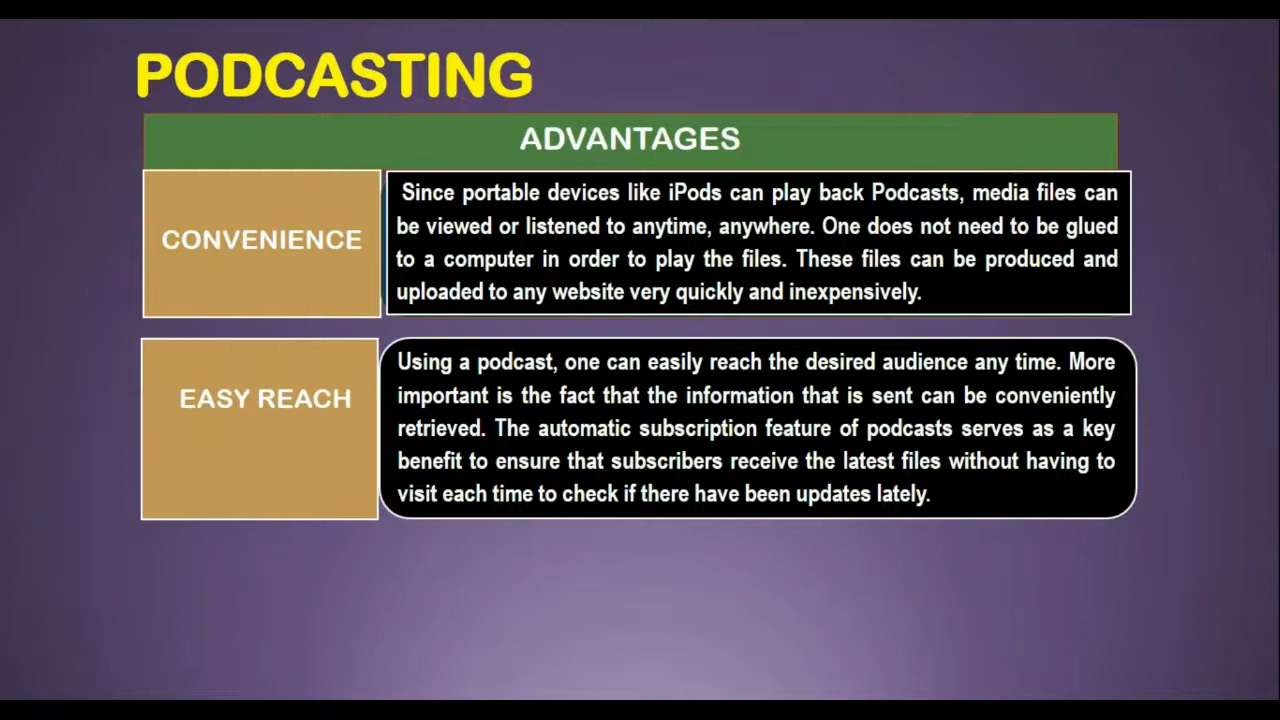 PODCASTING
ADVANTAGES
CONVENIENCE
Since portable devices like iPods can play back Podcasts, media files can
be viewed or listened to anytime, anywhere. One does not need to be glued
to a computer in order to play the files. These files can be produced and
uploaded to any website very quickly and inexpensively.
EASY REACH
Using a podcast, one can easily reach the desired audience any time. More
important is the fact that the information that is sent can be conveniently
retrieved. The automatic subscription feature of podcasts serves as a key
benefit to ensure that subscribers receive the latest files without having to
visit each time to check if there have been updates lately.